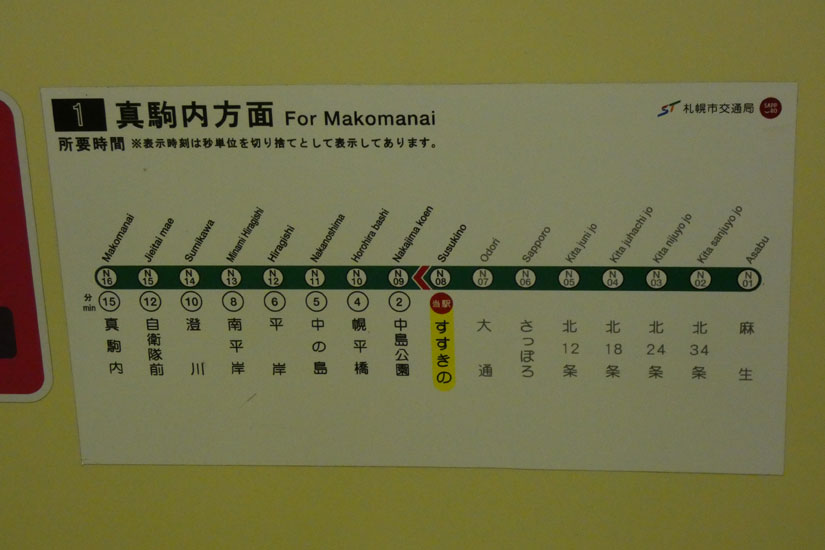 1 真駒内方面 For Makomanai
ST 札幌市交通局 SAPPORO
所要時間 ※表示時刻は秒単位を切り捨てとして表示してあります。
Makomanai Jieitai mae Sumikawa Minami Hiragishi Hiragishi Nakanoshima Horohira bashi Nakajima koen Susukino Odori Sapporo Kita juni jo Kita juhachi jo Kita nijuyo jo Kita sanjuyo jo Asabu
N16 N15 N14 N13 N12 N11 N10 N09 N08 N07 N06 N05 N04 N03 N02 N01
分 min 15 12 10 8 6 5 4 2 当駅
真駒内 自衛隊前 澄川 南平岸 平岸 中の島 幌平橋 中島公園 すすきの 大通 さっぽろ 北12条 北18条 北24条 北34条 麻生